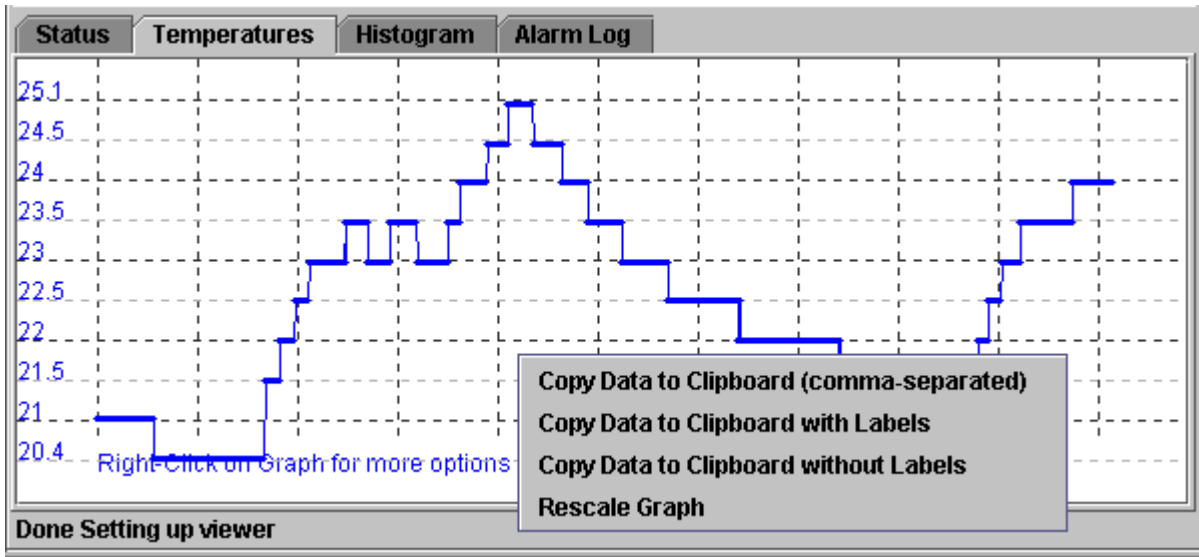 Status Temperatures Histogram Alarm Log
25.1
24.5
24
23.5
23
22.5
22
21.5
21
20.4
Right-Click on Graph for more options
Copy Data to Clipboard (comma-separated)
Copy Data to Clipboard with Labels
Copy Data to Clipboard without Labels
Rescale Graph
Done Setting up viewer